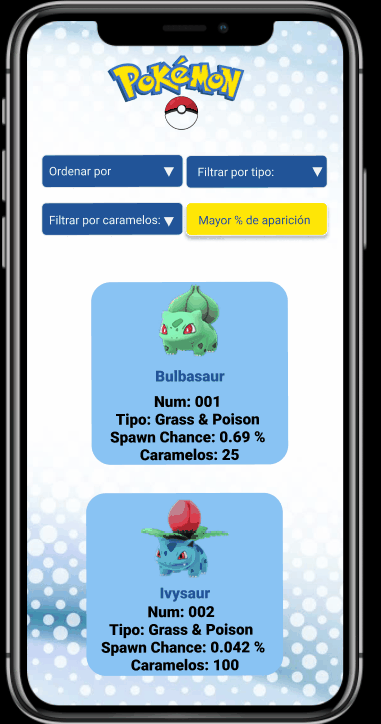 POKéMON
Ordenar por
Filtrar por tipo:
Filtrar por caramelos:
Mayor % de aparición
Bulbasaur
Num: 001
Tipo: Grass & Poison
Spawn Chance: 0.69 %
Caramelos: 25
Ivysaur
Num: 002
Tipo: Grass & Poison
Spawn Chance: 0.042 %
Caramelos: 100